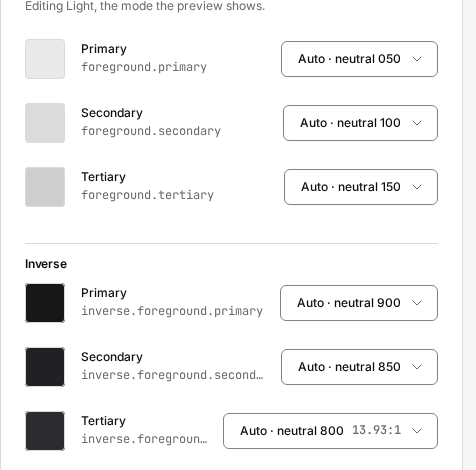 Editing Light, the mode the preview shows.
Primary
foreground.primary
Auto · neutral 050
Secondary
foreground.secondary
Auto · neutral 100
Tertiary
foreground.tertiary
Auto · neutral 150
Inverse
Primary
inverse.foreground.primary
Auto · neutral 900
Secondary
inverse.foreground.second…
Auto · neutral 850
Tertiary
inverse.foregroun…
Auto · neutral 800 13.93:1